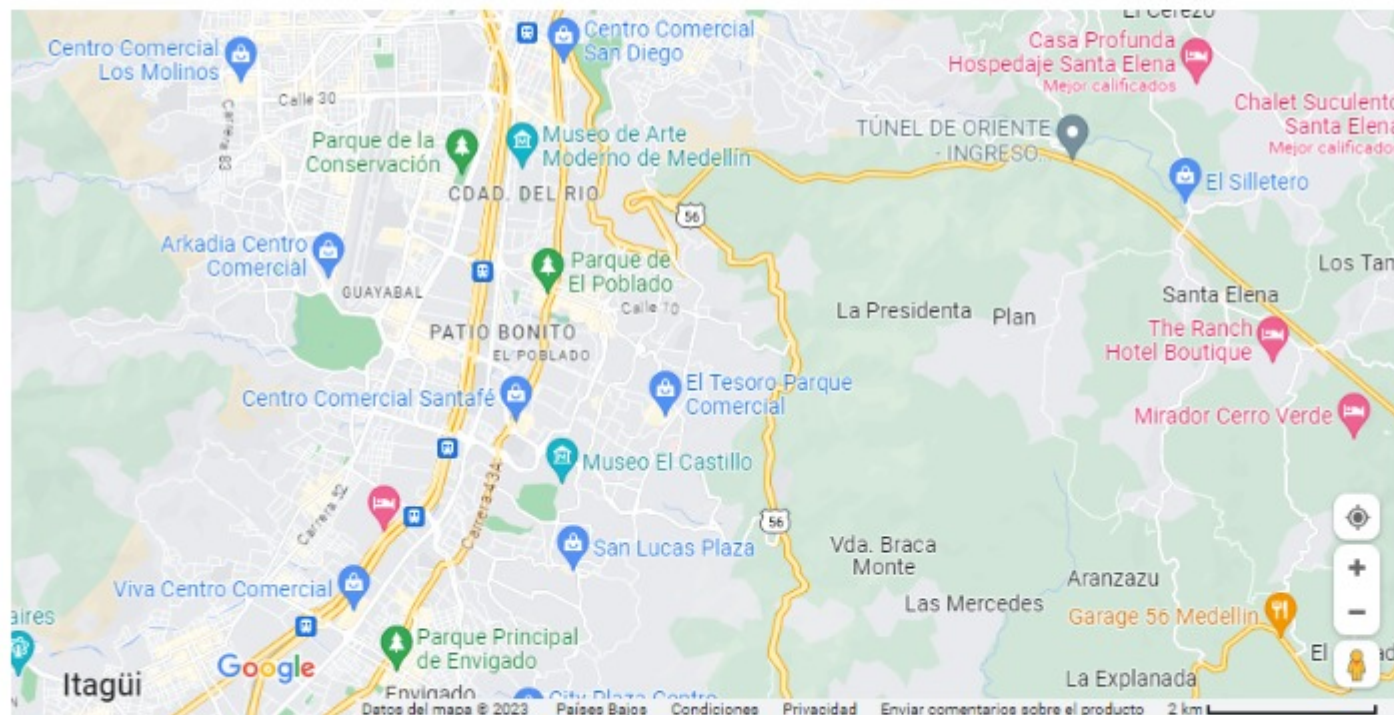 El Cerezo
Centro Comercial
San Diego
Casa Profunda
Hospedaje Santa Elena
Mejor calificados
Centro Comercial
Los Molinos
Calle 30
Carrera 83
Chalet Suculento
Santa Elena
Mejor calificados
Parque de la
Conservación
Museo de Arte
Moderno de Medellín
TÚNEL DE ORIENTE
- INGRESO...
CDAD. DEL RIO
El Silletero
56
Arkadia Centro
Comercial
Parque de
El Poblado
GUAYABAL
Calle 10
Los Tan
Santa Elena
La Presidenta
Plan
PATIO BONITO
EL POBLADO
The Ranch
Hotel Boutique
Centro Comercial Santafé
El Tesoro Parque
Comercial
Mirador Cerro Verde
Museo El Castillo
Carrera 43A
Carrera 52
56
San Lucas Plaza
Vda. Braca
Monte
Viva Centro Comercial
Aranzazu
Las Mercedes
Garage 56 Medellin
aires
Parque Principal
de Envigado
Google
Itagüi
El
La Explanada
Envigado
City Plaza Centro
Datos del mapa © 2023 Países Bajos Condiciones Privacidad Enviar comentarios sobre el producto 2 km